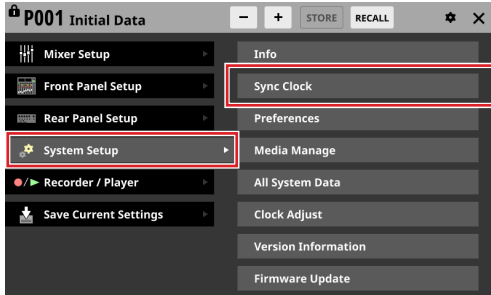 P001 Initial Data
- + STORE RECALL
Mixer Setup
Front Panel Setup
Rear Panel Setup
System Setup
Recorder / Player
Save Current Settings
Info
Sync Clock
Preferences
Media Manage
All System Data
Clock Adjust
Version Information
Firmware Update